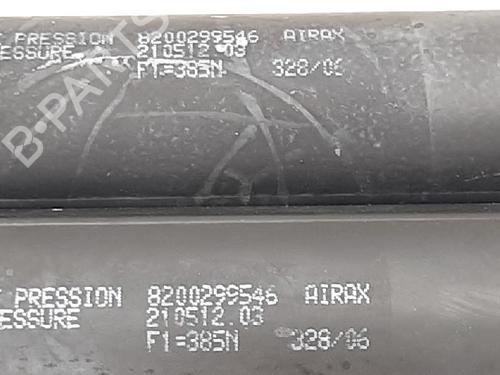 PRESSION 8200299546 AIRAX
ESSURE 210512.03
F1=385N 328/06
B-PARTS
PRESSION 8200299546 AIRAX
ESSURE 210512.03
F1=385N 328/06